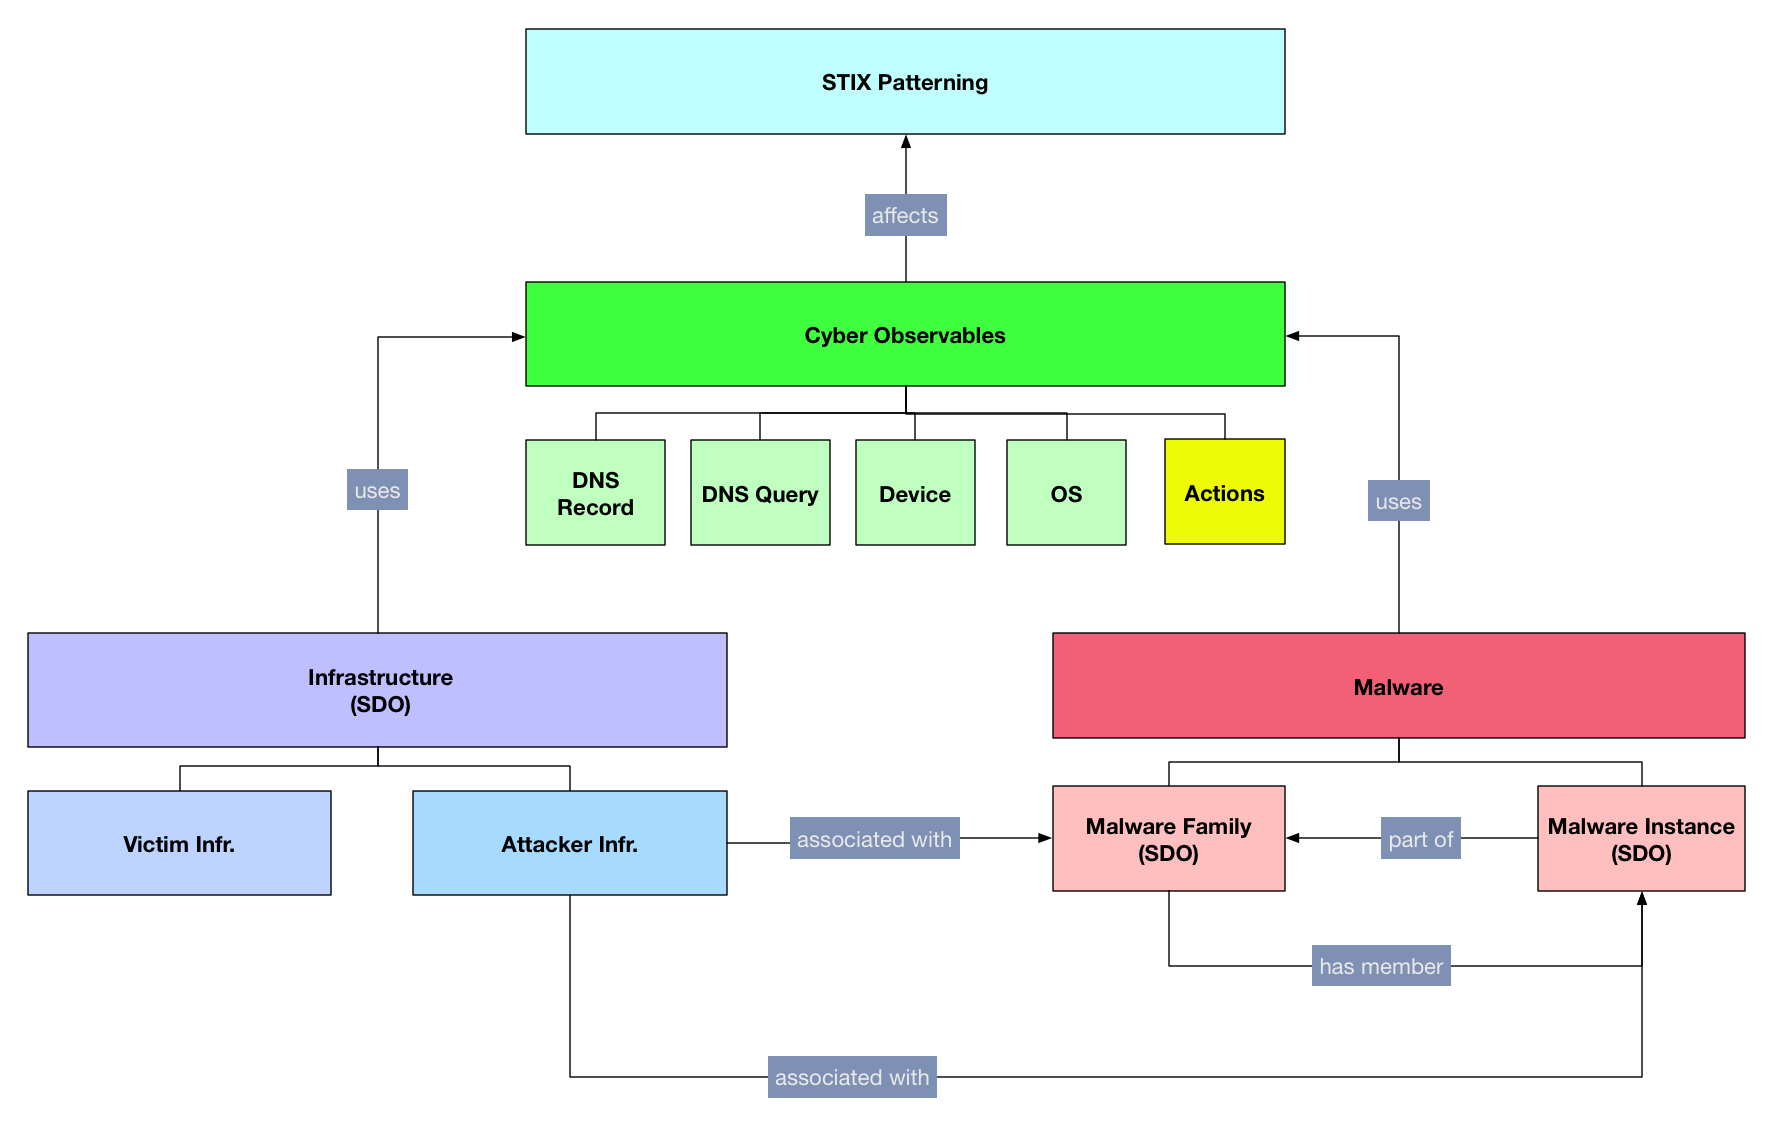 STIX Patterning
affects
Cyber Observables
DNS
Record
DNS Query
Device
OS
Actions
uses
uses
Infrastructure
(SDO)
Malware
Victim Infr.
Attacker Infr.
associated with
Malware Family
(SDO)
part of
Malware Instance
(SDO)
has member
associated with